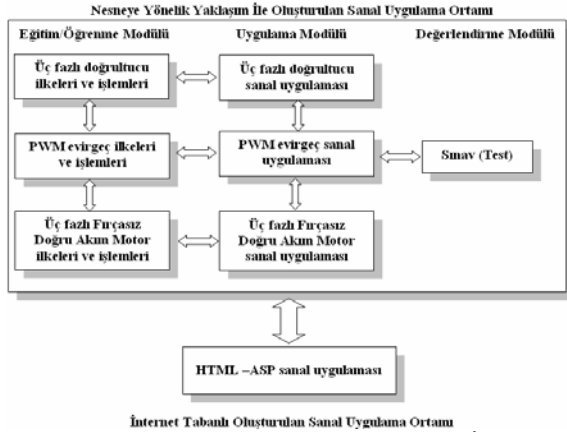 Nesneye Yönelik Yaklaşım İle Oluşturulan Sanal Uygulama Ortamı
Eğitim/Öğrenme Modülü
Uygulama Modülü
Değerlendirme Modülü
Üç fazlı doğrultucu
ilkeleri ve işlemleri
Üç fazlı doğrultucu
sanal uygulaması
PWM evirgeç ilkeleri
ve işlemleri
PWM evirgeç sanal
uygulaması
Sınav (Test)
Üç fazlı Fırçasız
Doğru Akım Motor
ilkeleri ve işlemleri
Üç fazlı Fırçasız
Doğru Akım Motor
sanal uygulaması
HTML –ASP sanal uygulaması
İnternet Tabanlı Oluşturulan Sanal Uygulama Ortamı